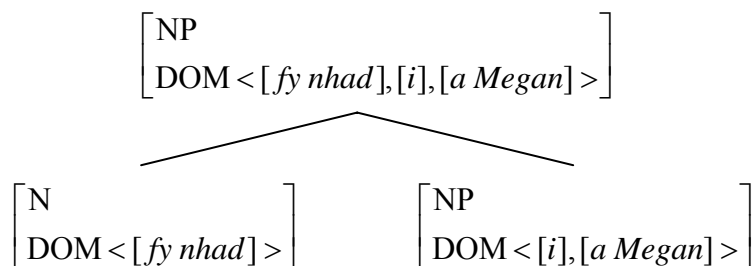 NP
DOM <[fy nhad],[i],[a Megan]>
N NP
DOM <[fy nhad]> DOM <[i],[a Megan]>